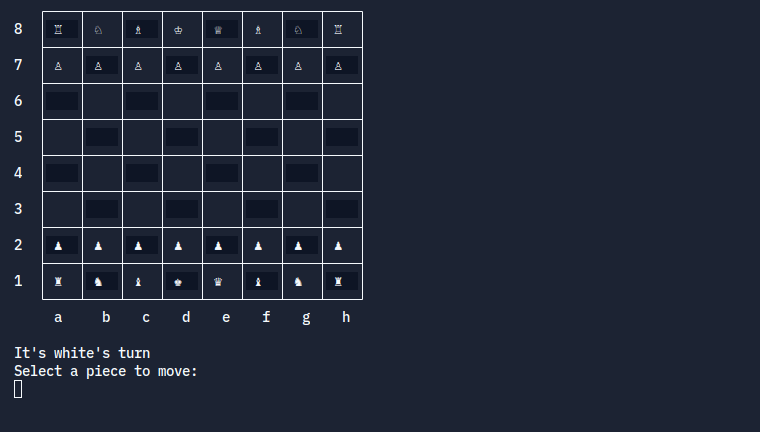 8 ♖ ♘ ♗ ♔ ♕ ♗ ♘ ♖
7 ♙ ♙ ♙ ♙ ♙ ♙ ♙ ♙
6
5
4
3
2 ♟ ♟ ♟ ♟ ♟ ♟ ♟ ♟
1 ♜ ♞ ♝ ♚ ♛ ♝ ♞ ♜
a b c d e f g h
It's white's turn
Select a piece to move: